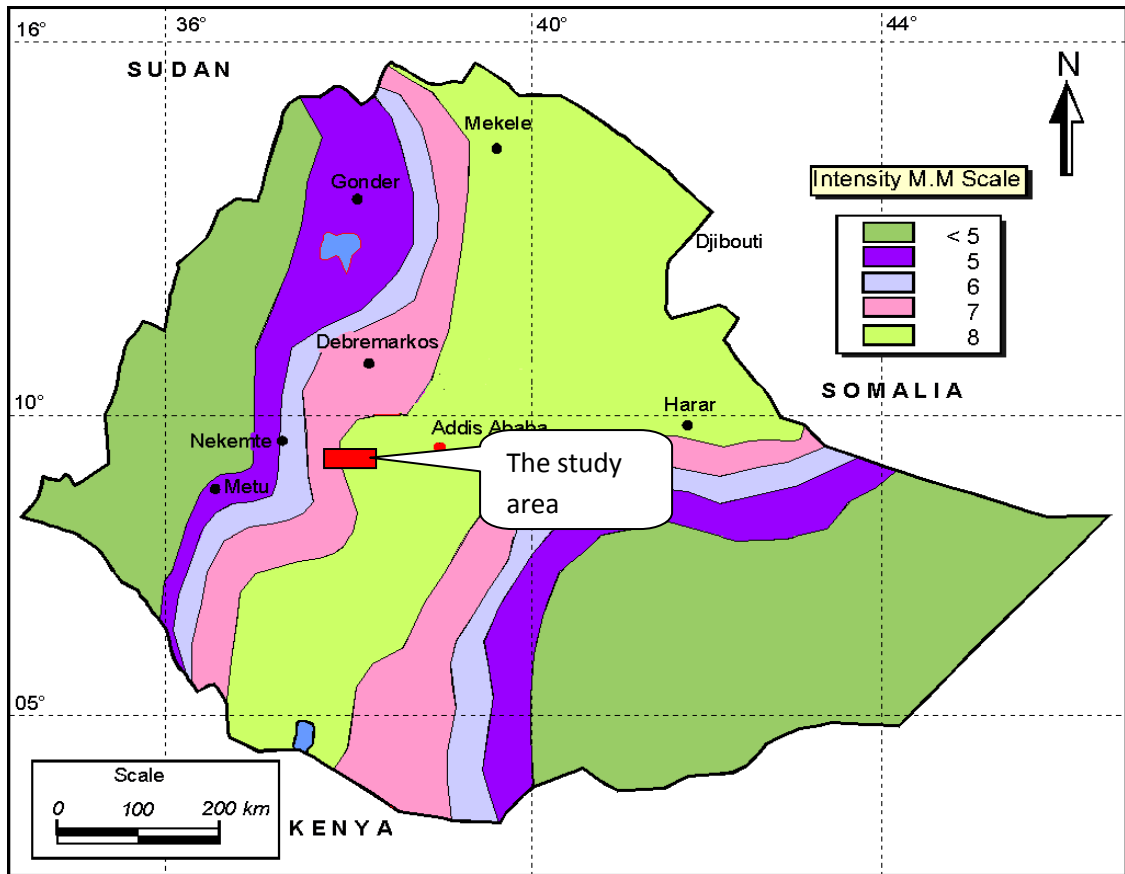 16°
36°
40°
44°
16°
SUDAN
N
Mekele
Intensity M.M Scale
Gonder
< 5
5
6
7
8
Djibouti
Debremarkos
SOMALIA
10°
Harar
Addis Ababa
Nekemte
The study
area
Metu
05°
Scale
0 100 200 km
KENYA